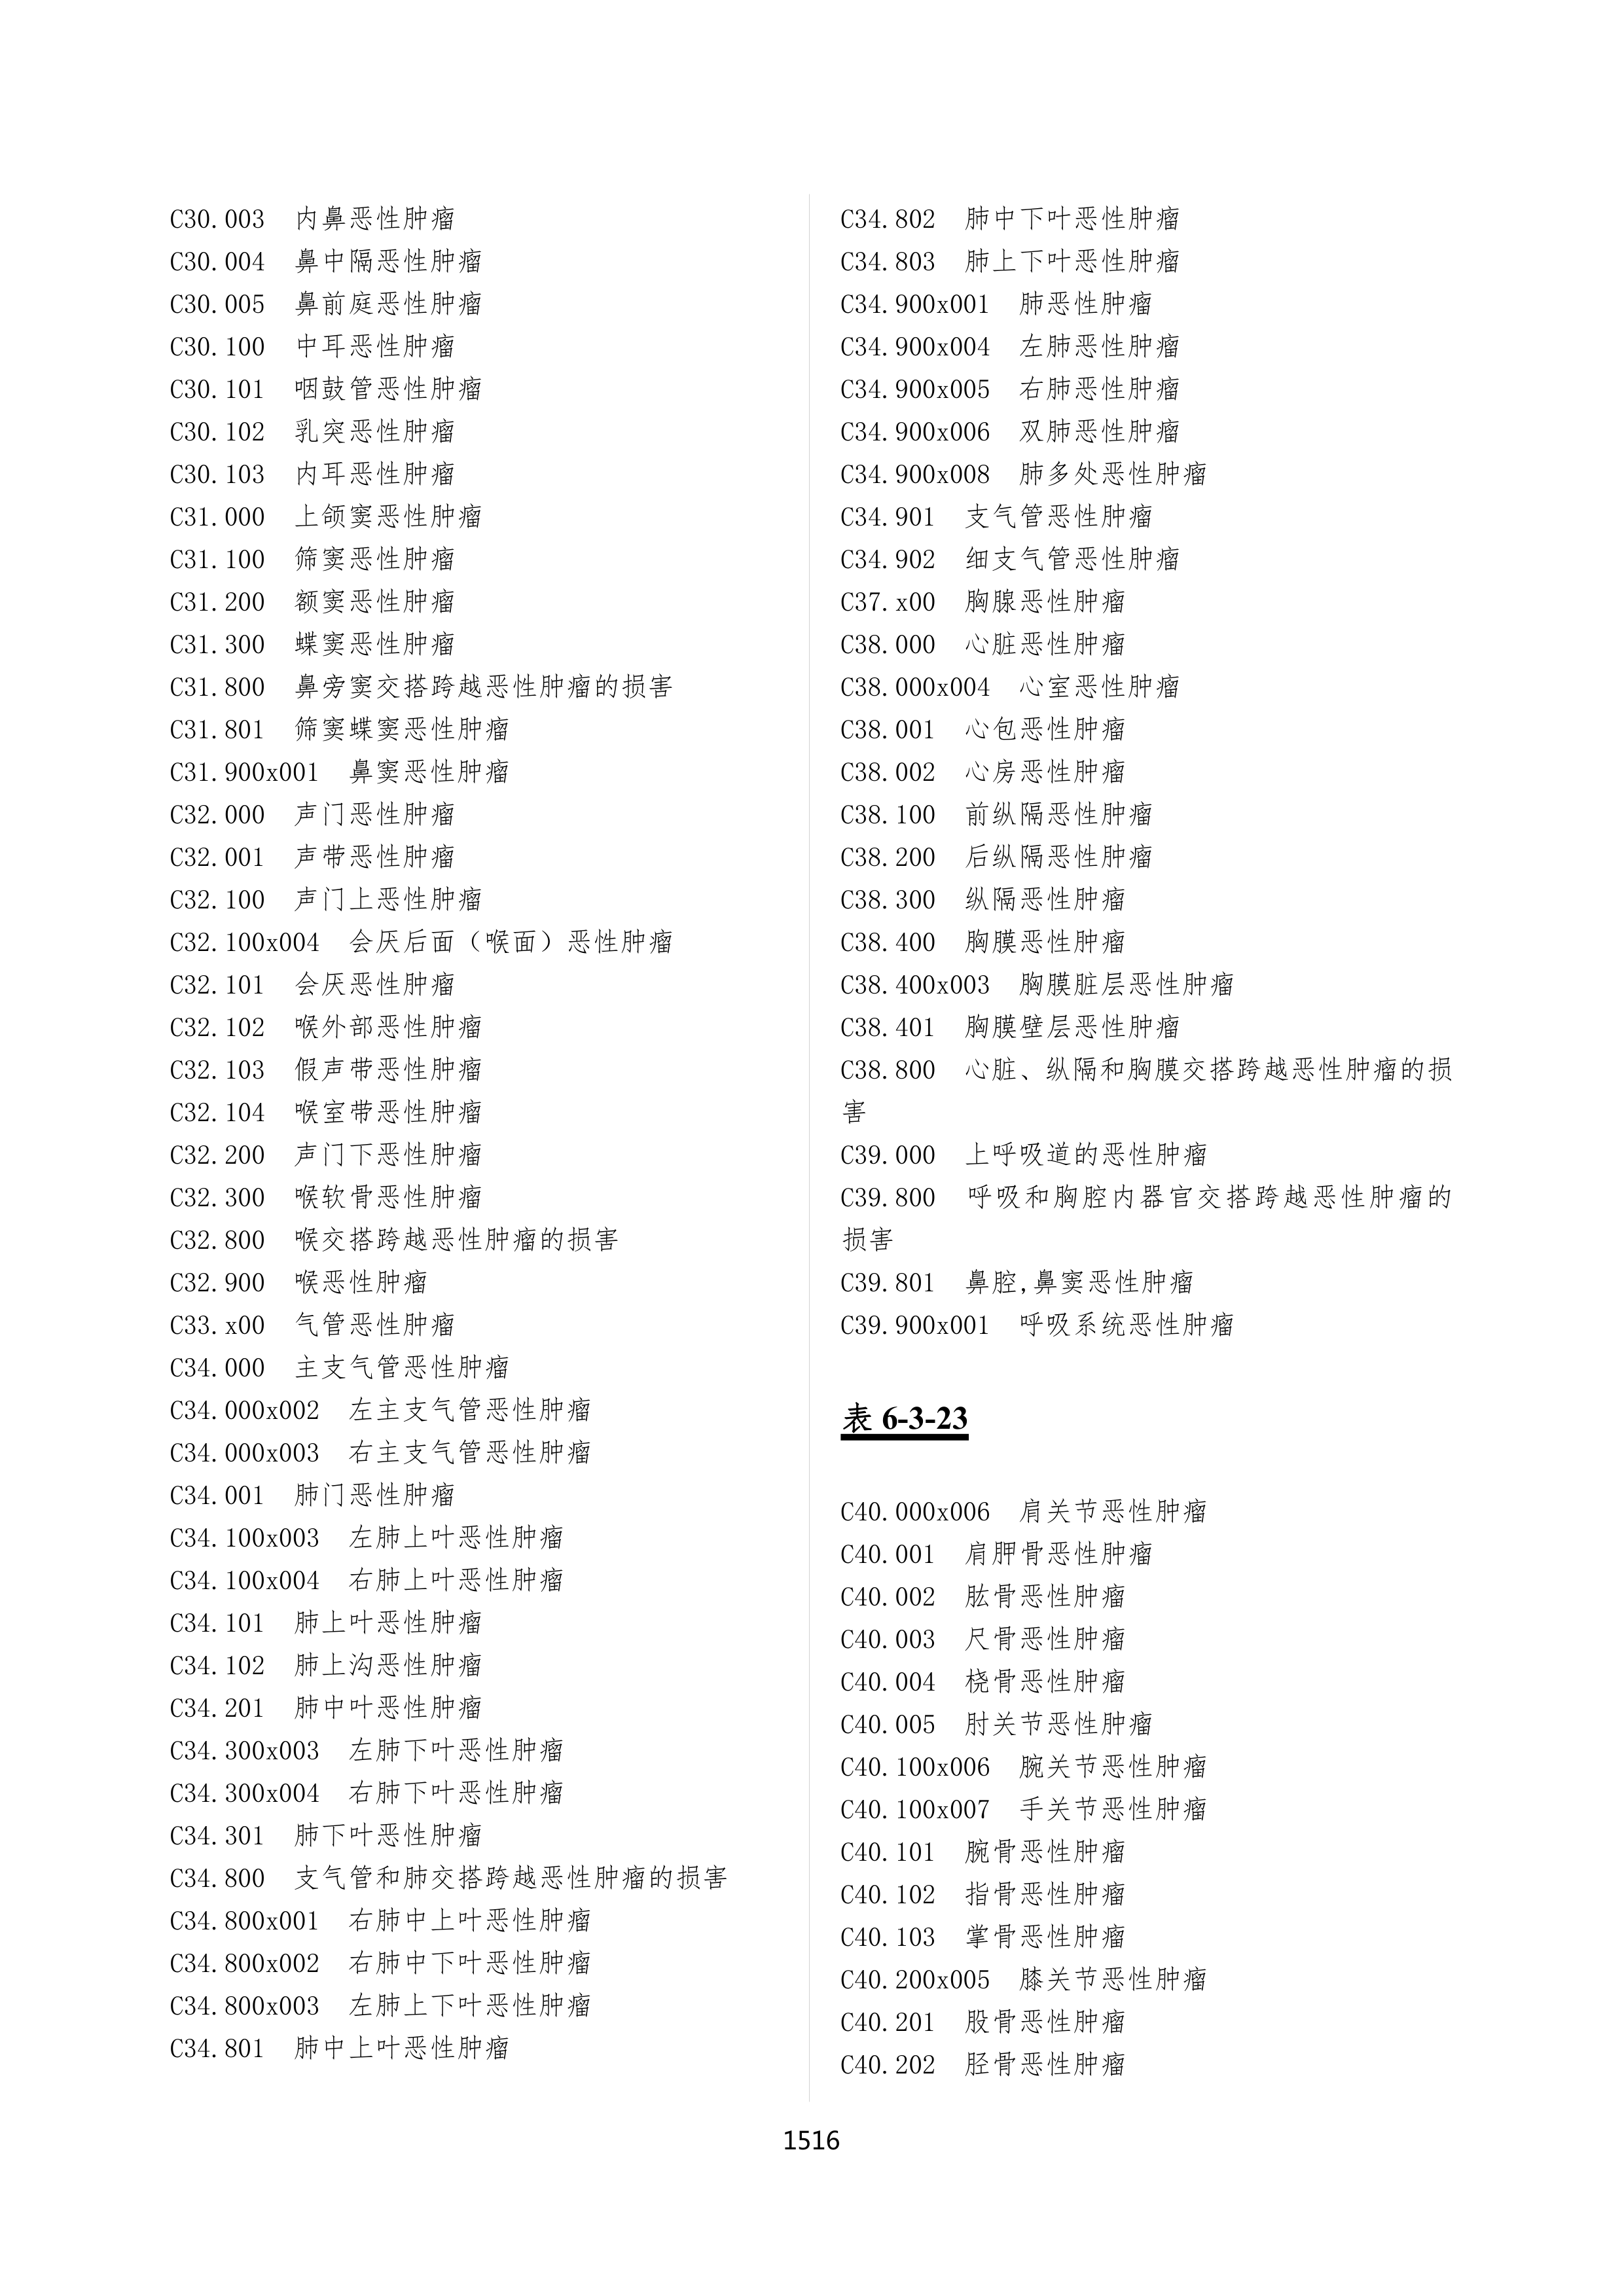 C30.003 内鼻恶性肿瘤
C30.004 鼻中隔恶性肿瘤
C30.005 鼻前庭恶性肿瘤
C30.100 中耳恶性肿瘤
C30.101 咽鼓管恶性肿瘤
C30.102 乳突恶性肿瘤
C30.103 内耳恶性肿瘤
C31.000 上颌窦恶性肿瘤
C31.100 筛窦恶性肿瘤
C31.200 额窦恶性肿瘤
C31.300 蝶窦恶性肿瘤
C31.800 鼻旁窦交搭跨越恶性肿瘤的损害
C31.801 筛窦蝶窦恶性肿瘤
C31.900x001 鼻窦恶性肿瘤
C32.000 声门恶性肿瘤
C32.001 声带恶性肿瘤
C32.100 声门上恶性肿瘤
C32.100x004 会厌后面（喉面）恶性肿瘤
C32.101 会厌恶性肿瘤
C32.102 喉外部恶性肿瘤
C32.103 假声带恶性肿瘤
C32.104 喉室带恶性肿瘤
C32.200 声门下恶性肿瘤
C32.300 喉软骨恶性肿瘤
C32.800 喉交搭跨越恶性肿瘤的损害
C32.900 喉恶性肿瘤
C33.x00 气管恶性肿瘤
C34.000 主支气管恶性肿瘤
C34.000x002 左主支气管恶性肿瘤
C34.000x003 右主支气管恶性肿瘤
C34.001 肺门恶性肿瘤
C34.100x003 左肺上叶恶性肿瘤
C34.100x004 右肺上叶恶性肿瘤
C34.101 肺上叶恶性肿瘤
C34.102 肺上沟恶性肿瘤
C34.201 肺中叶恶性肿瘤
C34.300x003 左肺下叶恶性肿瘤
C34.300x004 右肺下叶恶性肿瘤
C34.301 肺下叶恶性肿瘤
C34.800 支气管和肺交搭跨越恶性肿瘤的损害
C34.800x001 右肺中上叶恶性肿瘤
C34.800x002 右肺中下叶恶性肿瘤
C34.800x003 左肺上下叶恶性肿瘤
C34.801 肺中上叶恶性肿瘤
C34.802 肺中下叶恶性肿瘤
C34.803 肺上下叶恶性肿瘤
C34.900x001 肺恶性肿瘤
C34.900x004 左肺恶性肿瘤
C34.900x005 右肺恶性肿瘤
C34.900x006 双肺恶性肿瘤
C34.900x008 肺多处恶性肿瘤
C34.901 支气管恶性肿瘤
C34.902 细支气管恶性肿瘤
C37.x00 胸腺恶性肿瘤
C38.000 心脏恶性肿瘤
C38.000x004 心室恶性肿瘤
C38.001 心包恶性肿瘤
C38.002 心房恶性肿瘤
C38.100 前纵隔恶性肿瘤
C38.200 后纵隔恶性肿瘤
C38.300 纵隔恶性肿瘤
C38.400 胸膜恶性肿瘤
C38.400x003 胸膜脏层恶性肿瘤
C38.401 胸膜壁层恶性肿瘤
C38.800 心脏、纵隔和胸膜交搭跨越恶性肿瘤的损
害
C39.000 上呼吸道的恶性肿瘤
C39.800 呼吸和胸腔内器官交搭跨越恶性肿瘤的
损害
C39.801 鼻腔,鼻窦恶性肿瘤
C39.900x001 呼吸系统恶性肿瘤
表 6-3-23
C40.000x006 肩关节恶性肿瘤
C40.001 肩胛骨恶性肿瘤
C40.002 肱骨恶性肿瘤
C40.003 尺骨恶性肿瘤
C40.004 桡骨恶性肿瘤
C40.005 肘关节恶性肿瘤
C40.100x006 腕关节恶性肿瘤
C40.100x007 手关节恶性肿瘤
C40.101 腕骨恶性肿瘤
C40.102 指骨恶性肿瘤
C40.103 掌骨恶性肿瘤
C40.200x005 膝关节恶性肿瘤
C40.201 股骨恶性肿瘤
C40.202 胫骨恶性肿瘤
1516